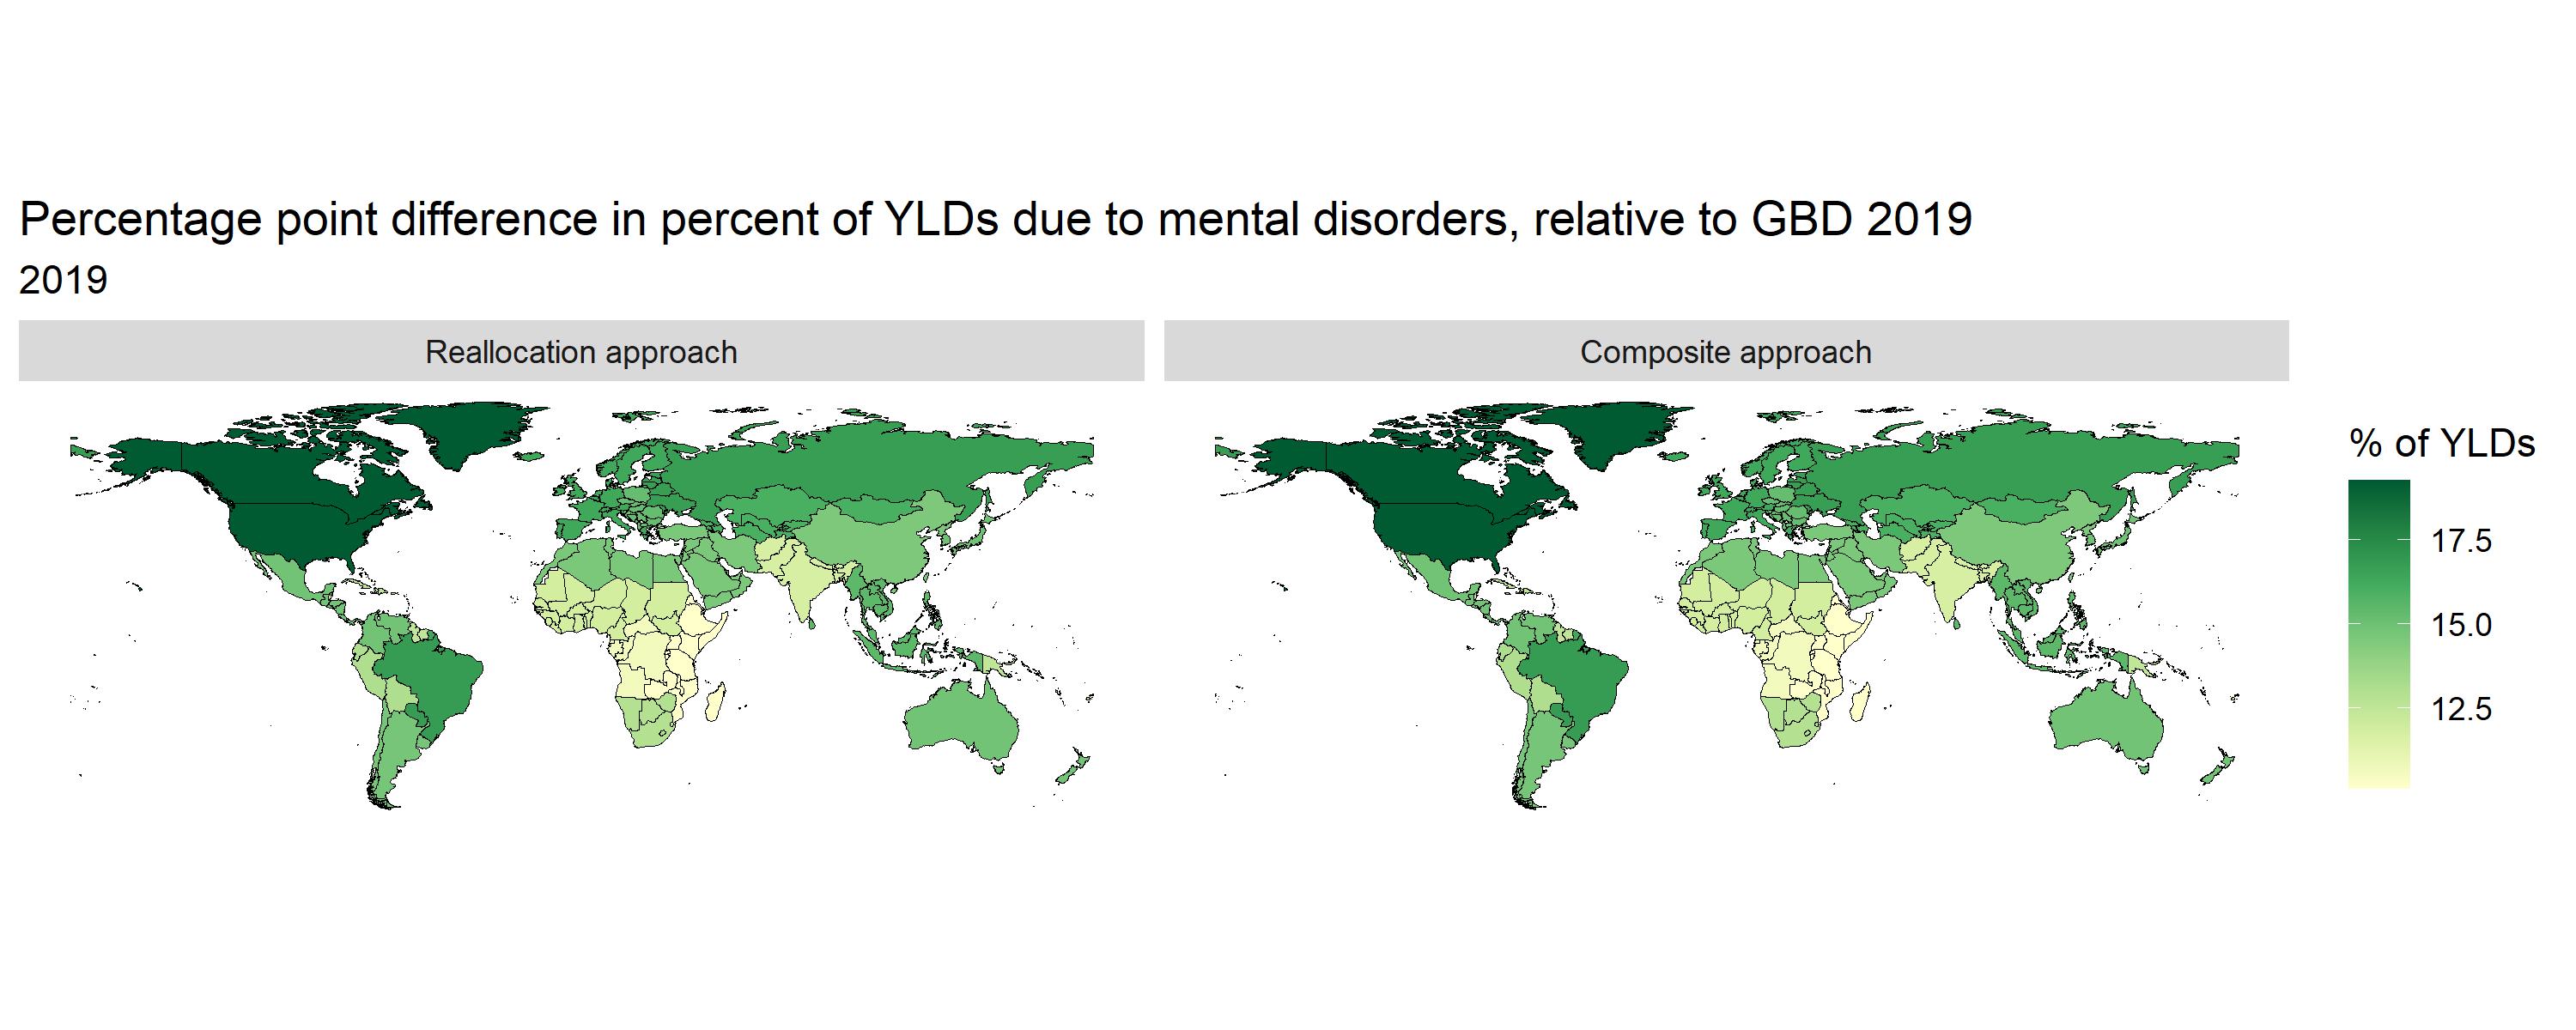 Percentage point difference in percent of YLDs due to mental disorders, relative to GBD 2019
2019
Reallocation approach
Composite approach
% of YLDs
17.5
15.0
12.5